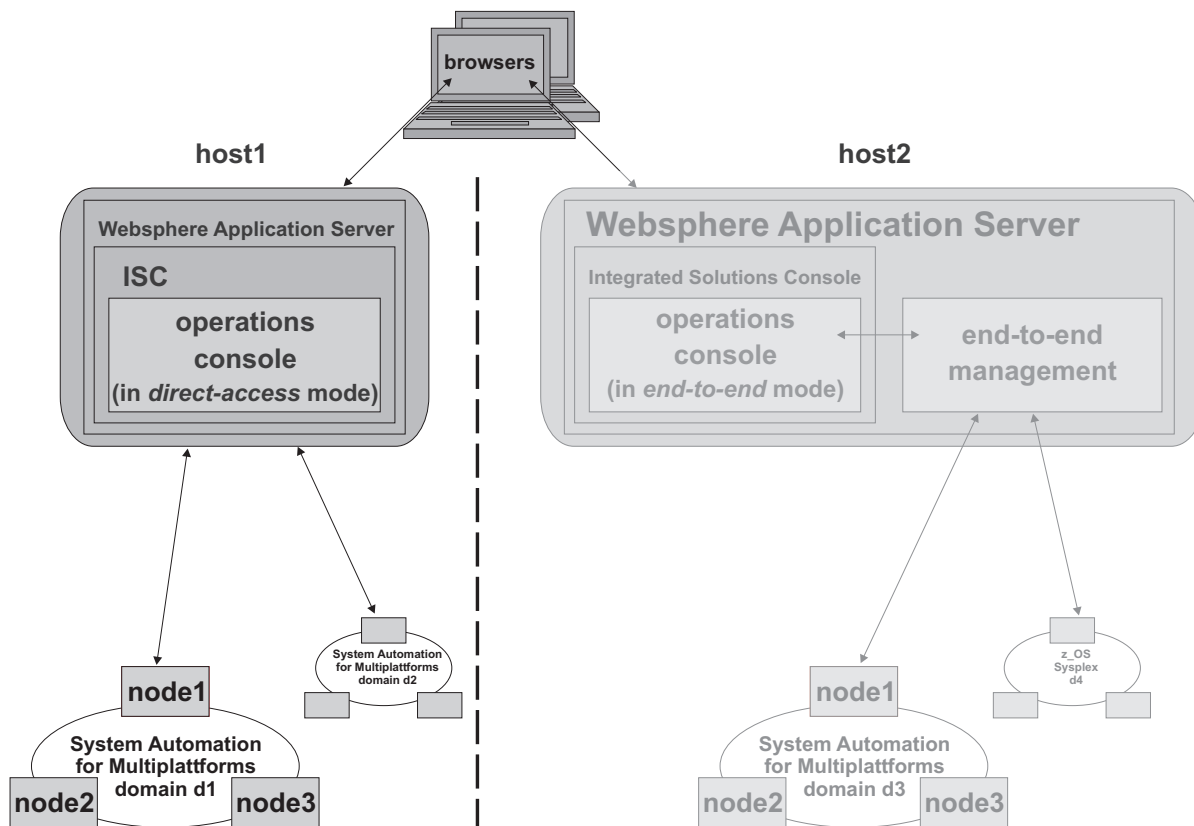 browsers
host1
Websphere Application Server
ISC
operations
console
(in direct-access mode)
System Automation
for Multiplattforms
domain d2
node1
System Automation
for Multiplattforms
domain d1
node2
node3
host2
Websphere Application Server
Integrated Solutions Console
operations
console
(in end-to-end mode)
end-to-end
management
z_OS
Sysplex
d4
node1
System Automation
for Multiplattforms
domain d3
node2
node3